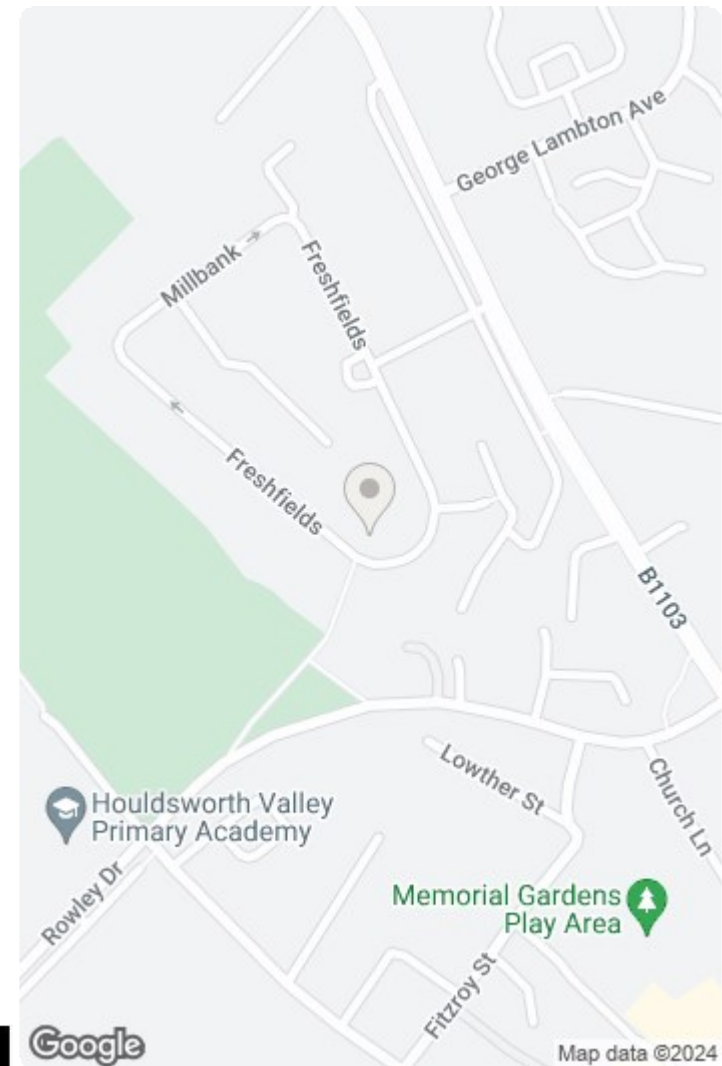 George Lambton Ave
Millbank
Freshfields
Freshfields
B1103
Lowther St
Church Ln
Houldsworth Valley
Primary Academy
Rowley Dr
Memorial Gardens
Play Area
Fitzroy St
Google
Map data ©2024